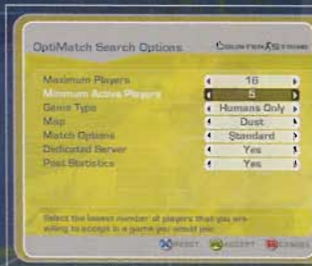 OptiMatch Search Options COUNTER STRIKE
Maximum Players 16
Minimum Active Players 5
Game Type Humans Only
Map Dust
Match Options Standard
Dedicated Server Yes
Post Statistics Yes
Select the lowest number of players that you are
willing to accept in a game you would join.
X RESET A ACCEPT B CANCEL